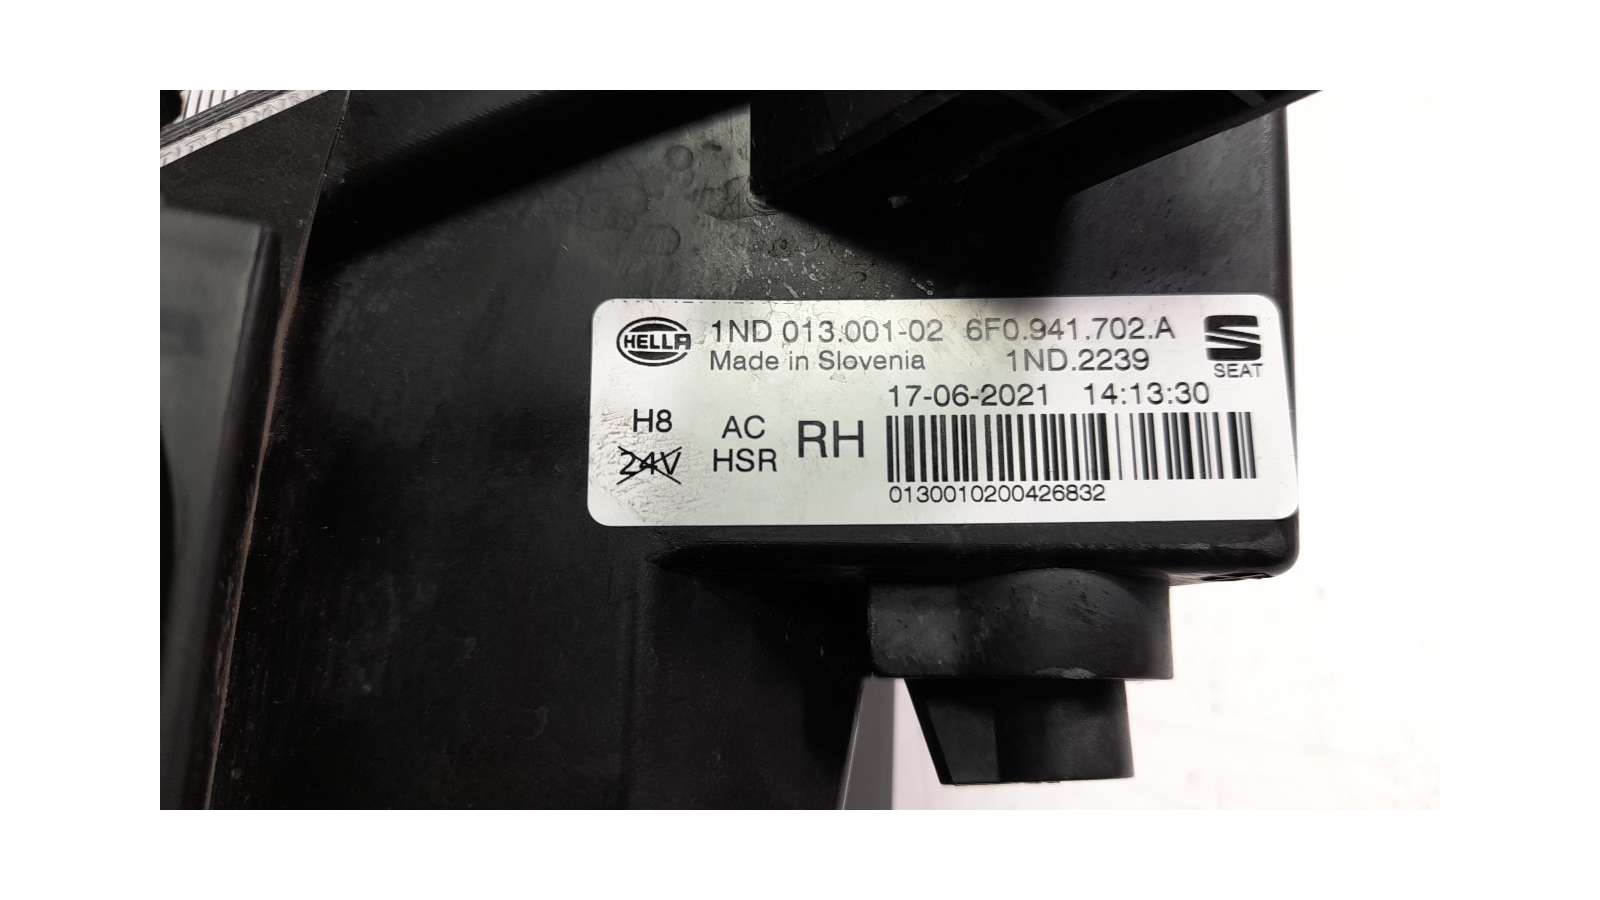 HELLA 1ND 013.001-02 6F0.941.702.A
Made in Slovenia 1ND.2239
SEAT
17-06-2021 14:13:30
H8 AC RH
24V HSR
0130010200426832